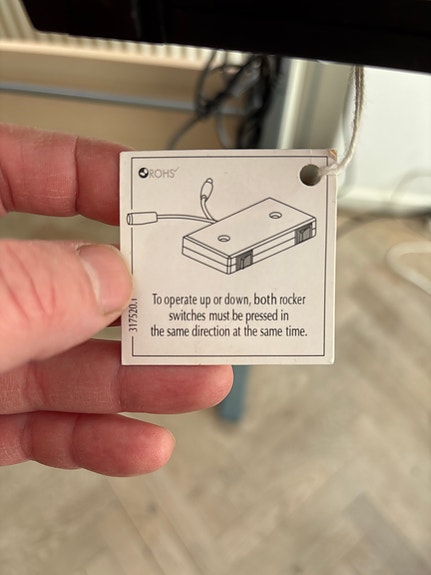 ROHS
To operate up or down, both rocker
switches must be pressed in
the same direction at the same time.
317520.1